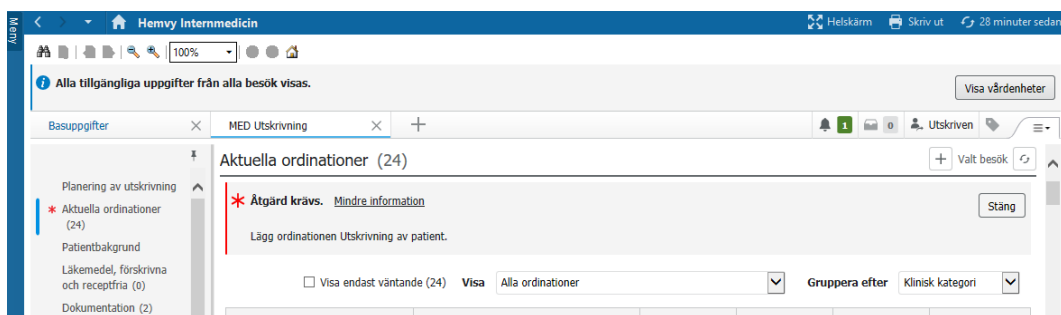 Meny
Hemvy Internmedicin
Helskärm
Skriv ut
28 minuter sedan
100%
Alla tillgängliga uppgifter från alla besök visas.
Visa vårdenheter
Basuppgifter
MED Utskrivning
1
0
Utskriven
Aktuella ordinationer (24)
Valt besök
Planering av utskrivning
Aktuella ordinationer
(24)
Patientbakgrund
Läkemedel, förskrivna
och receptfria (0)
Dokumentation (2)
Åtgärd krävs. Mindre information
Stäng
Lägg ordinationen Utskrivning av patient.
Visa endast väntande (24)
Visa
Alla ordinationer
Gruppera efter
Klinisk kategori